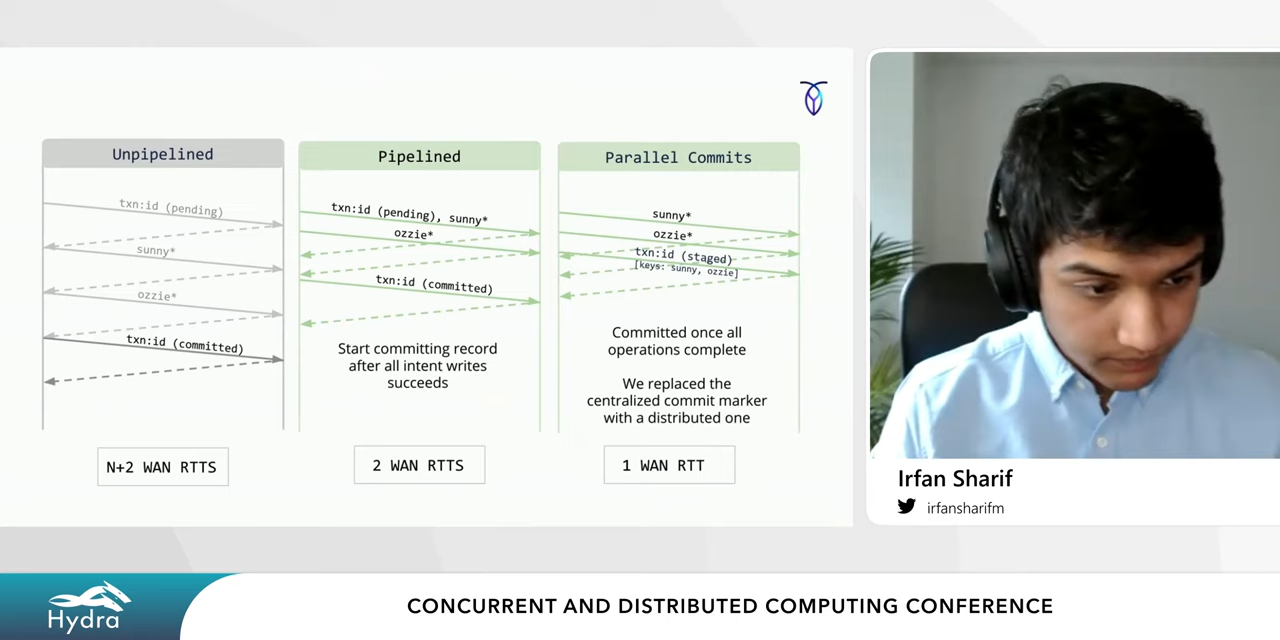 Unpipelined
txn:id (pending)
sunny*
ozzie*
txn:id (committed)
N+2 WAN RTTS
Pipelined
txn:id (pending), sunny*
ozzie*
txn:id (committed)
Start committing record
after all intent writes
succeeds
2 WAN RTTS
Parallel Commits
sunny*
ozzie*
txn:id (staged)
[keys: sunny, ozzie]
Committed once all
operations complete
We replaced the
centralized commit marker
with a distributed one
1 WAN RTT
Irfan Sharif
irfansharifm
Hydra
CONCURRENT AND DISTRIBUTED COMPUTING CONFERENCE